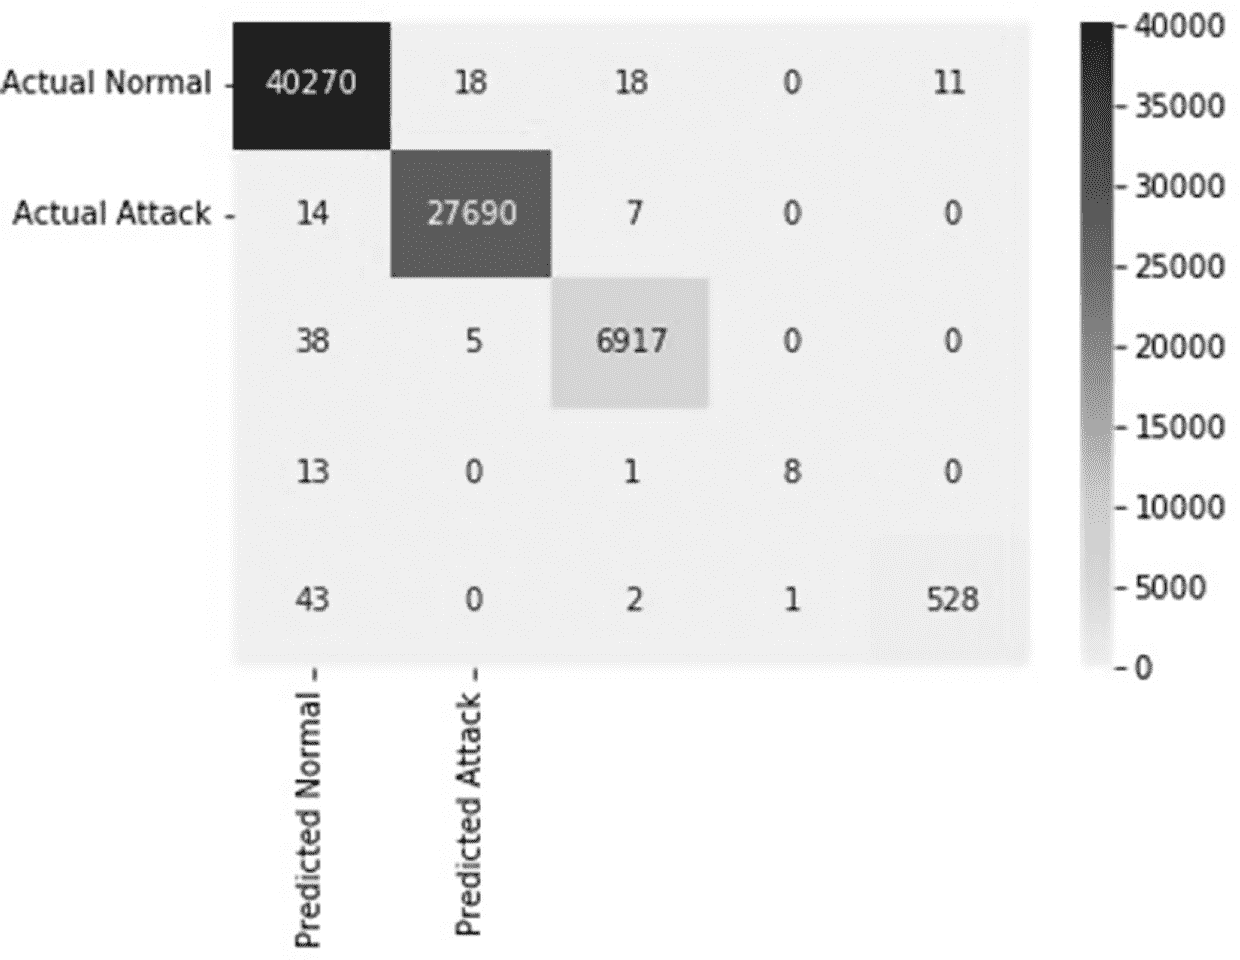 Actual Normal 40270 18 18 0 11
Actual Attack 14 27690 7 0 0
38 5 6917 0 0
13 0 1 8 0
43 0 2 1 528
Predicted Normal
Predicted Attack
40000
35000
30000
25000
20000
15000
10000
5000
0